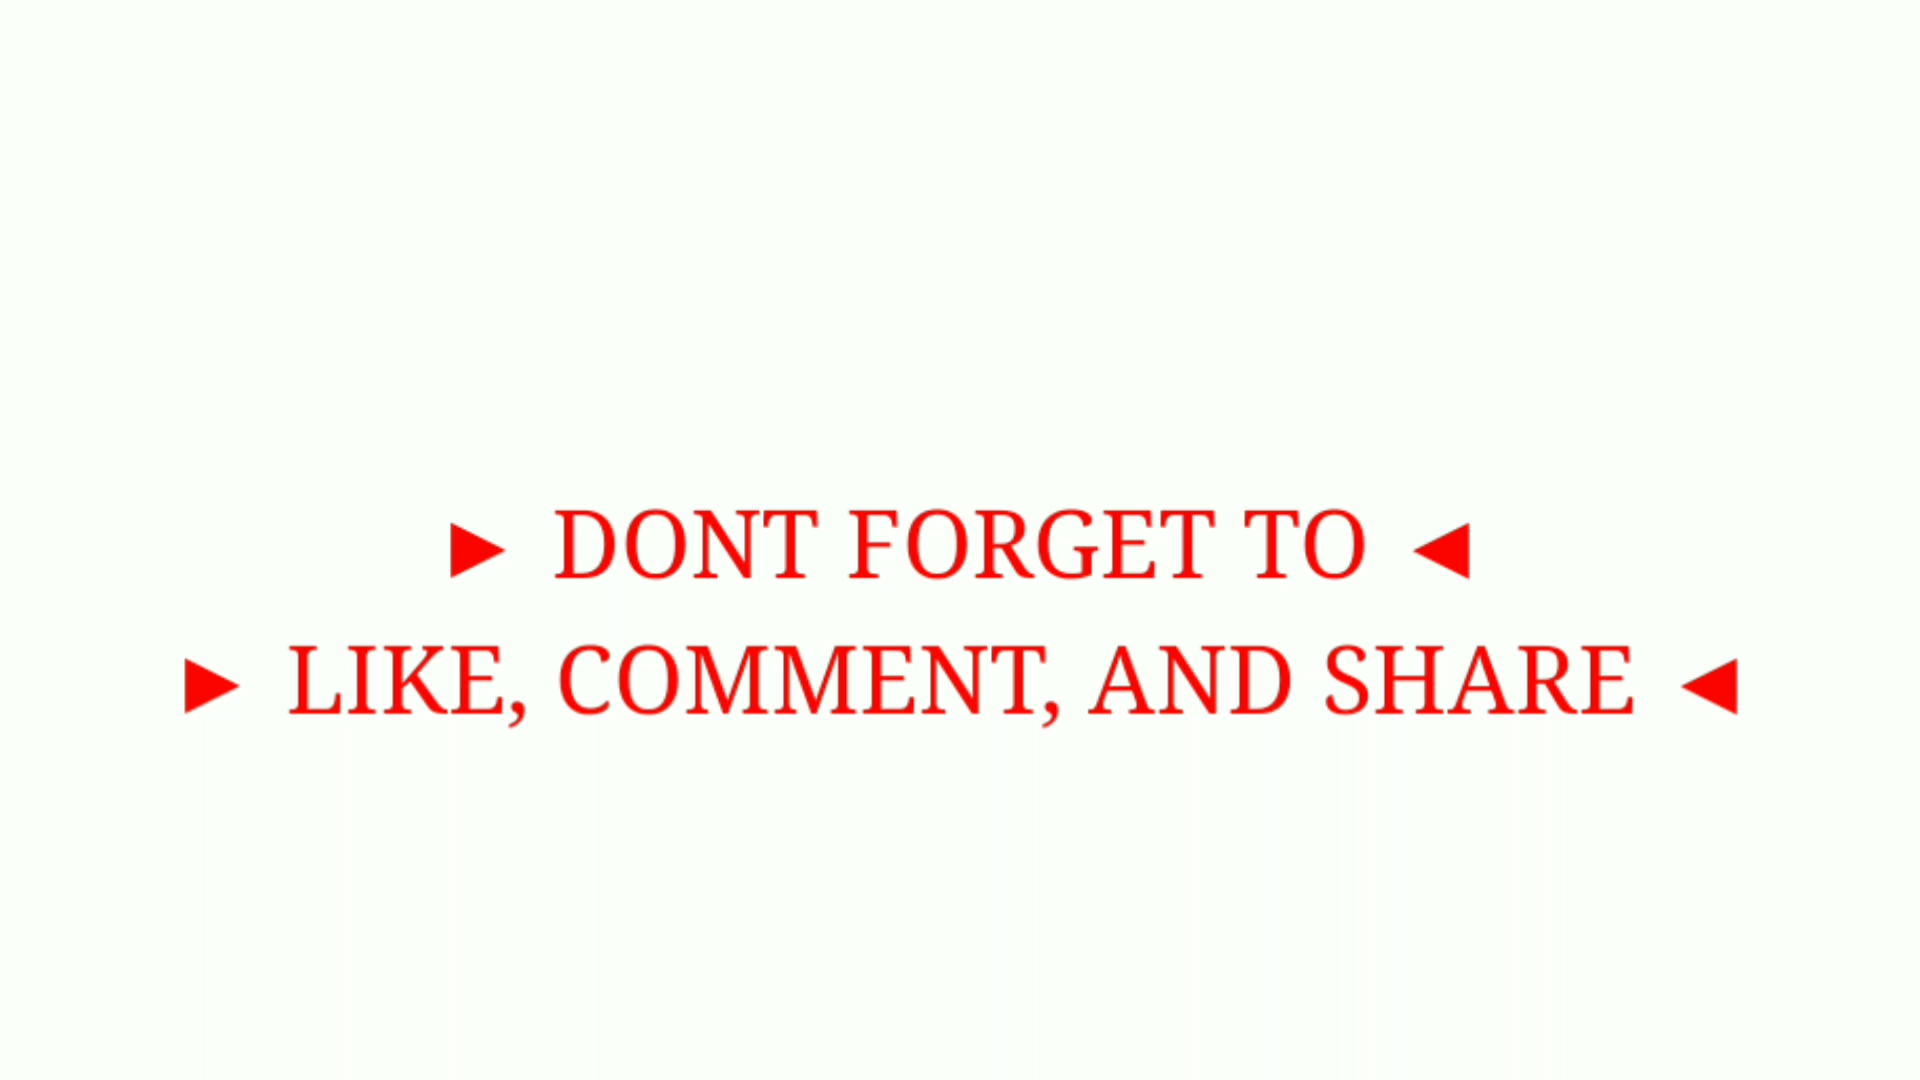 ► DONT FORGET TO ◄
► LIKE, COMMENT, AND SHARE ◄